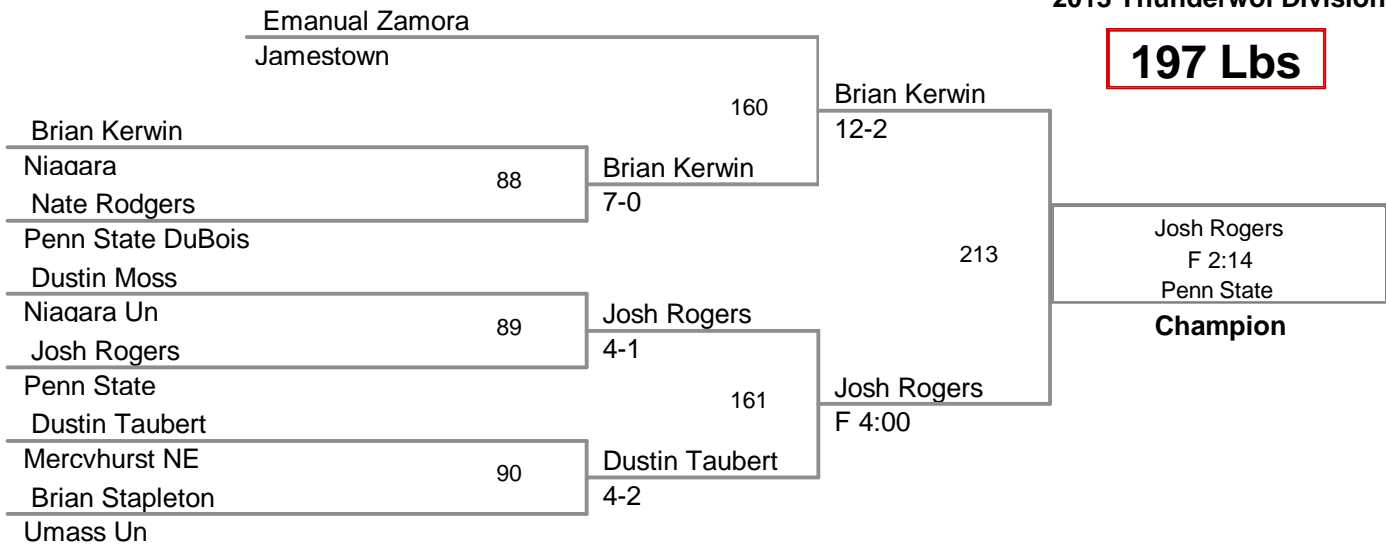 2013 Thunderwolf Division
197 Lbs
Emanual Zamora
Jamestown
160
Brian Kerwin
12-2
Brian Kerwin
Niagara
88
Brian Kerwin
7-0
Nate Rodgers
Penn State DuBois
213
Josh Rogers
F 2:14
Penn State
Champion
Dustin Moss
Niagara Un
89
Josh Rogers
4-1
Josh Rogers
Penn State
161
Josh Rogers
F 4:00
Dustin Taubert
Mercyhurst NE
90
Dustin Taubert
4-2
Brian Stapleton
Umass Un